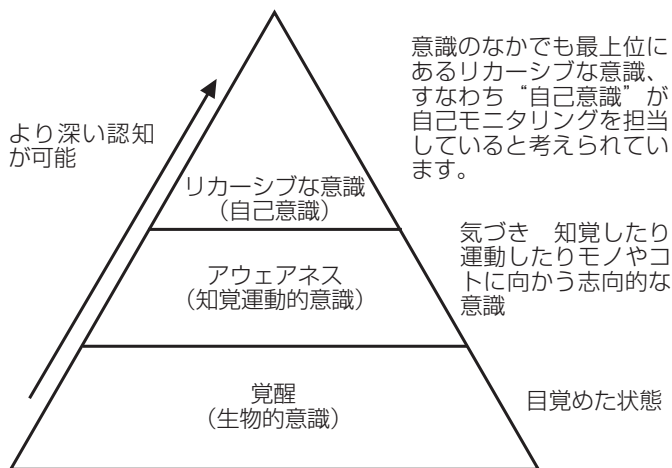 意識のなかでも最上位に
あるリカーシブな意識、
すなわち“自己意識”が
自己モニタリングを担当
していると考えられてい
ます。
より深い認知
が可能
リカーシブな意識
（自己意識）
気づき　知覚したり
運動したりモノやコ
トに向かう志向的な
意識
アウェアネス
（知覚運動的意識）
覚醒
（生物的意識）
目覚めた状態